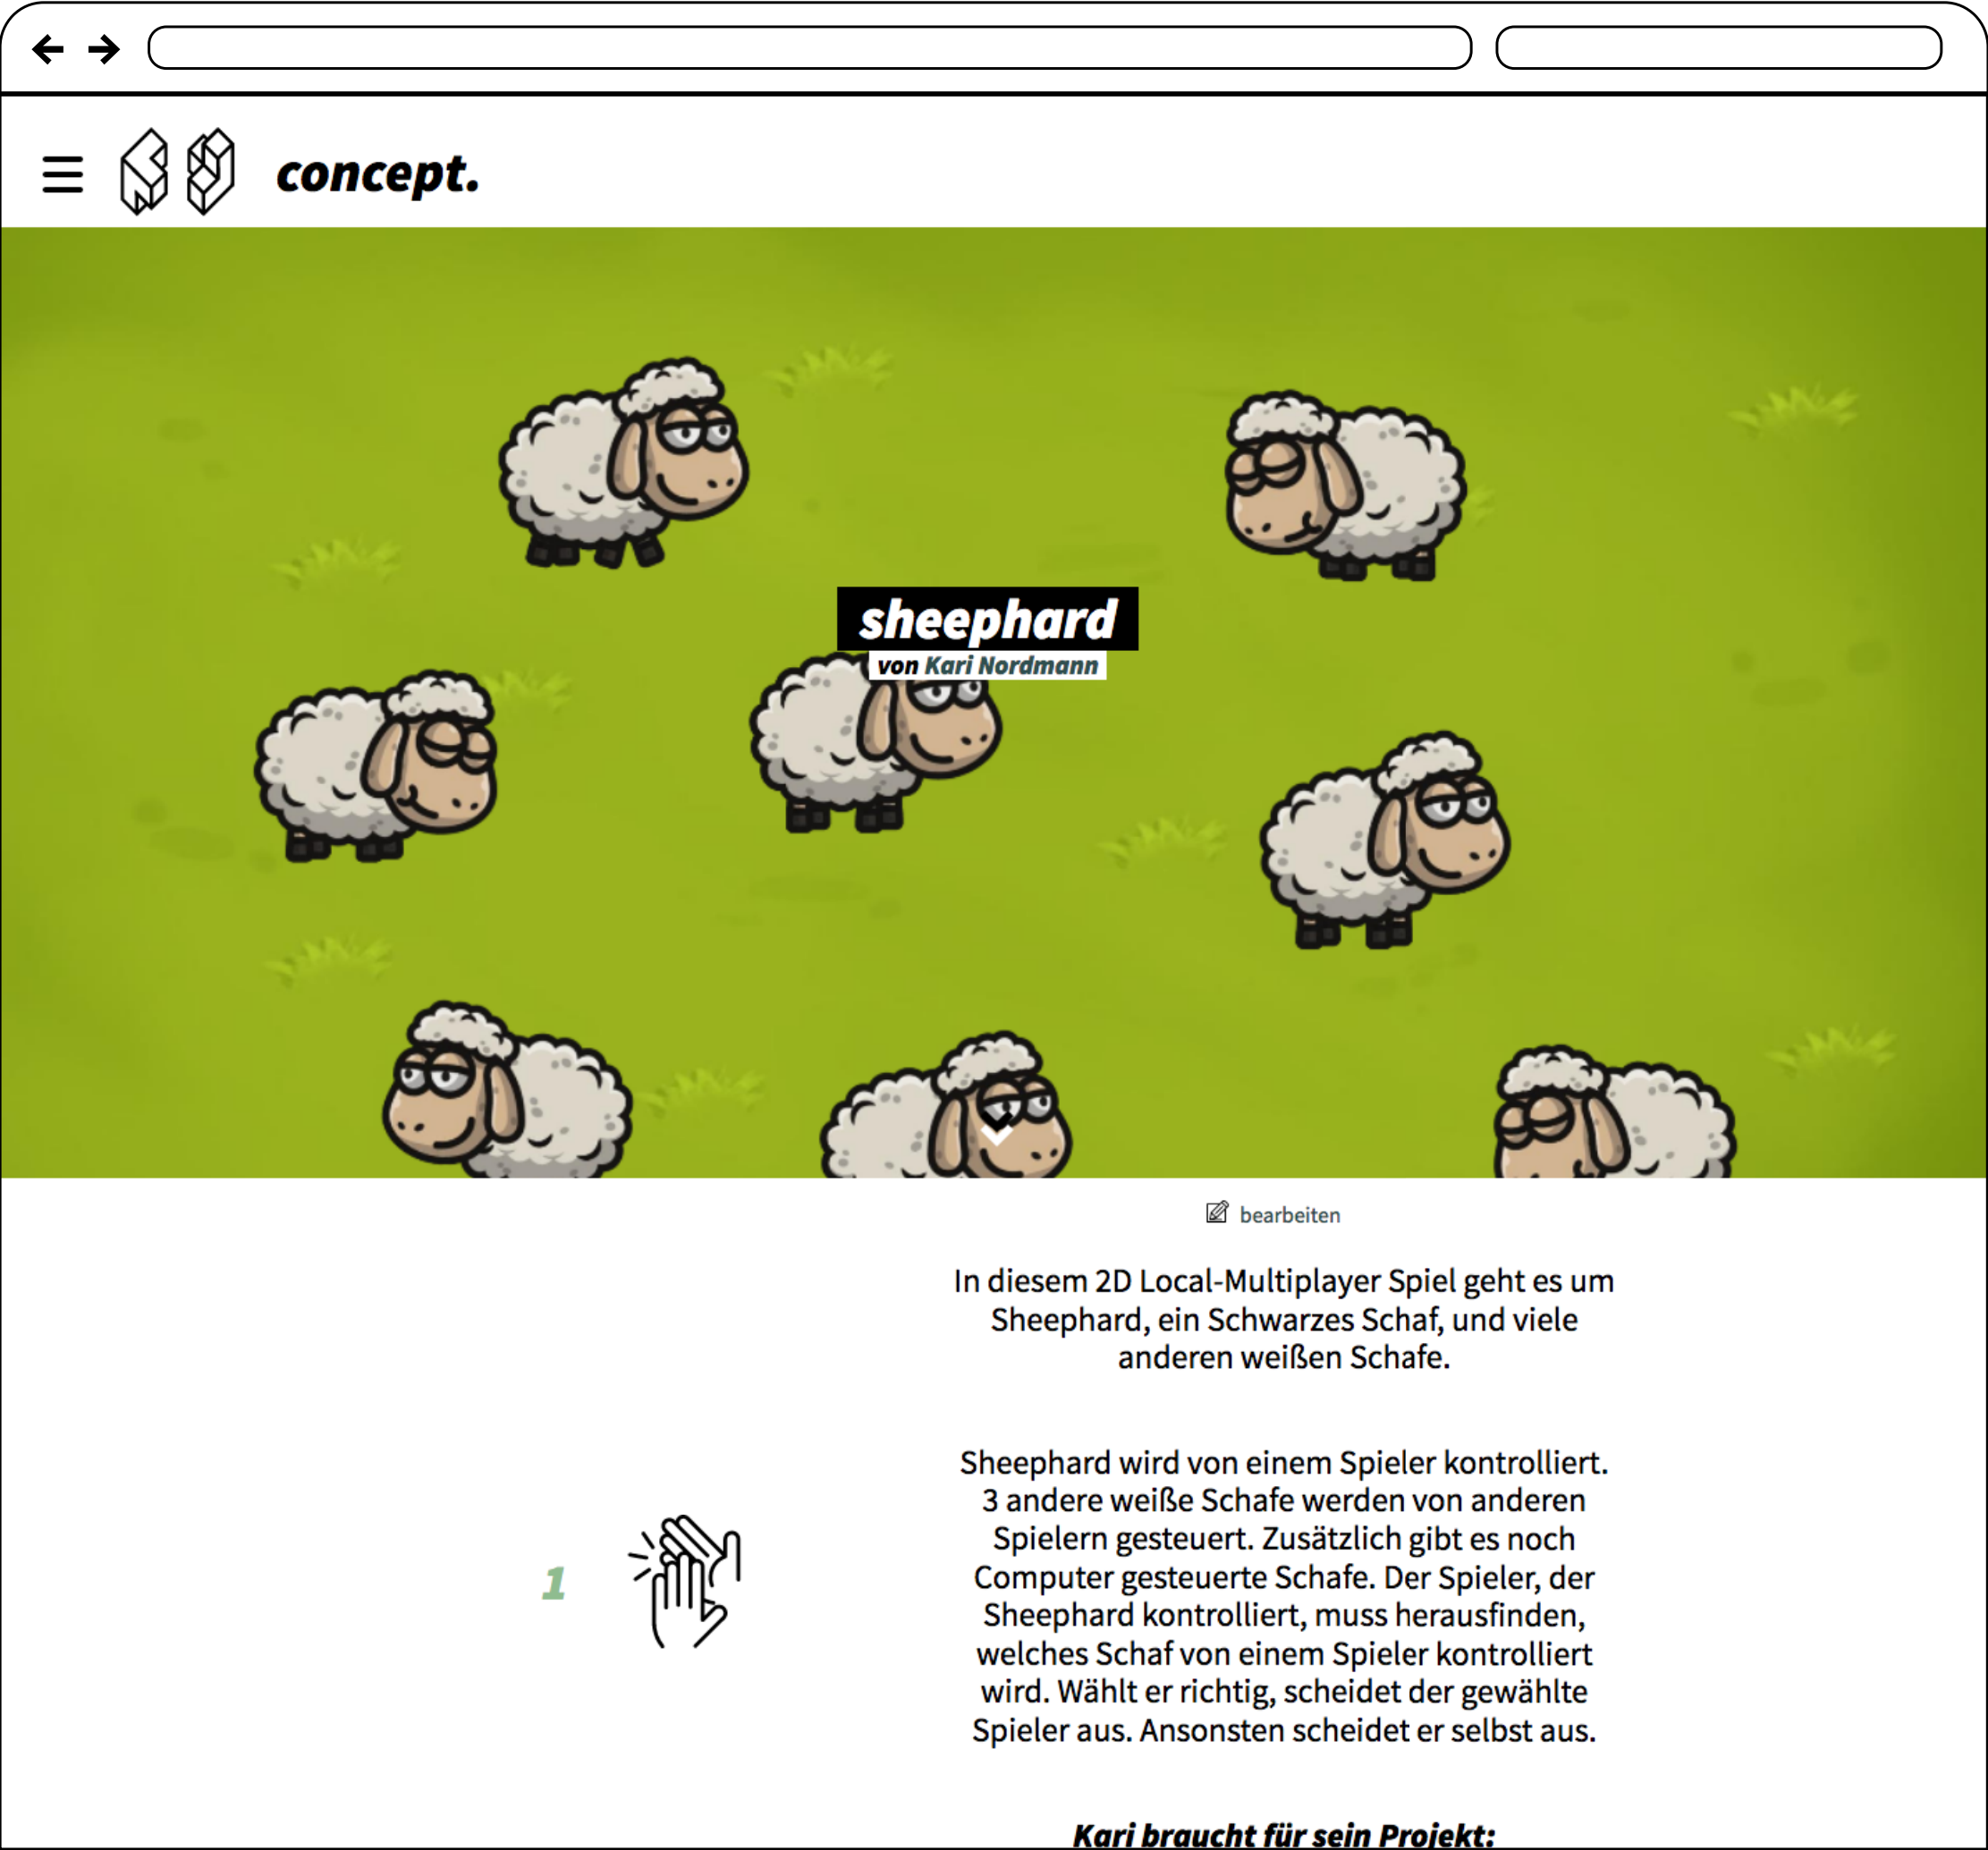 concept.
sheephard
von Kari Nordmann
bearbeiten
In diesem 2D Local-Multiplayer Spiel geht es um
Sheephard, ein Schwarzes Schaf, und viele
anderen weißen Schafe.
Sheephard wird von einem Spieler kontrolliert.
3 andere weiße Schafe werden von anderen
Spielern gesteuert. Zusätzlich gibt es noch
Computer gesteuerte Schafe. Der Spieler, der
Sheephard kontrolliert, muss herausfinden,
welches Schaf von einem Spieler kontrolliert
wird. Wählt er richtig, scheidet der gewählte
Spieler aus. Ansonsten scheidet er selbst aus.
1
Kari braucht für sein Projekt: